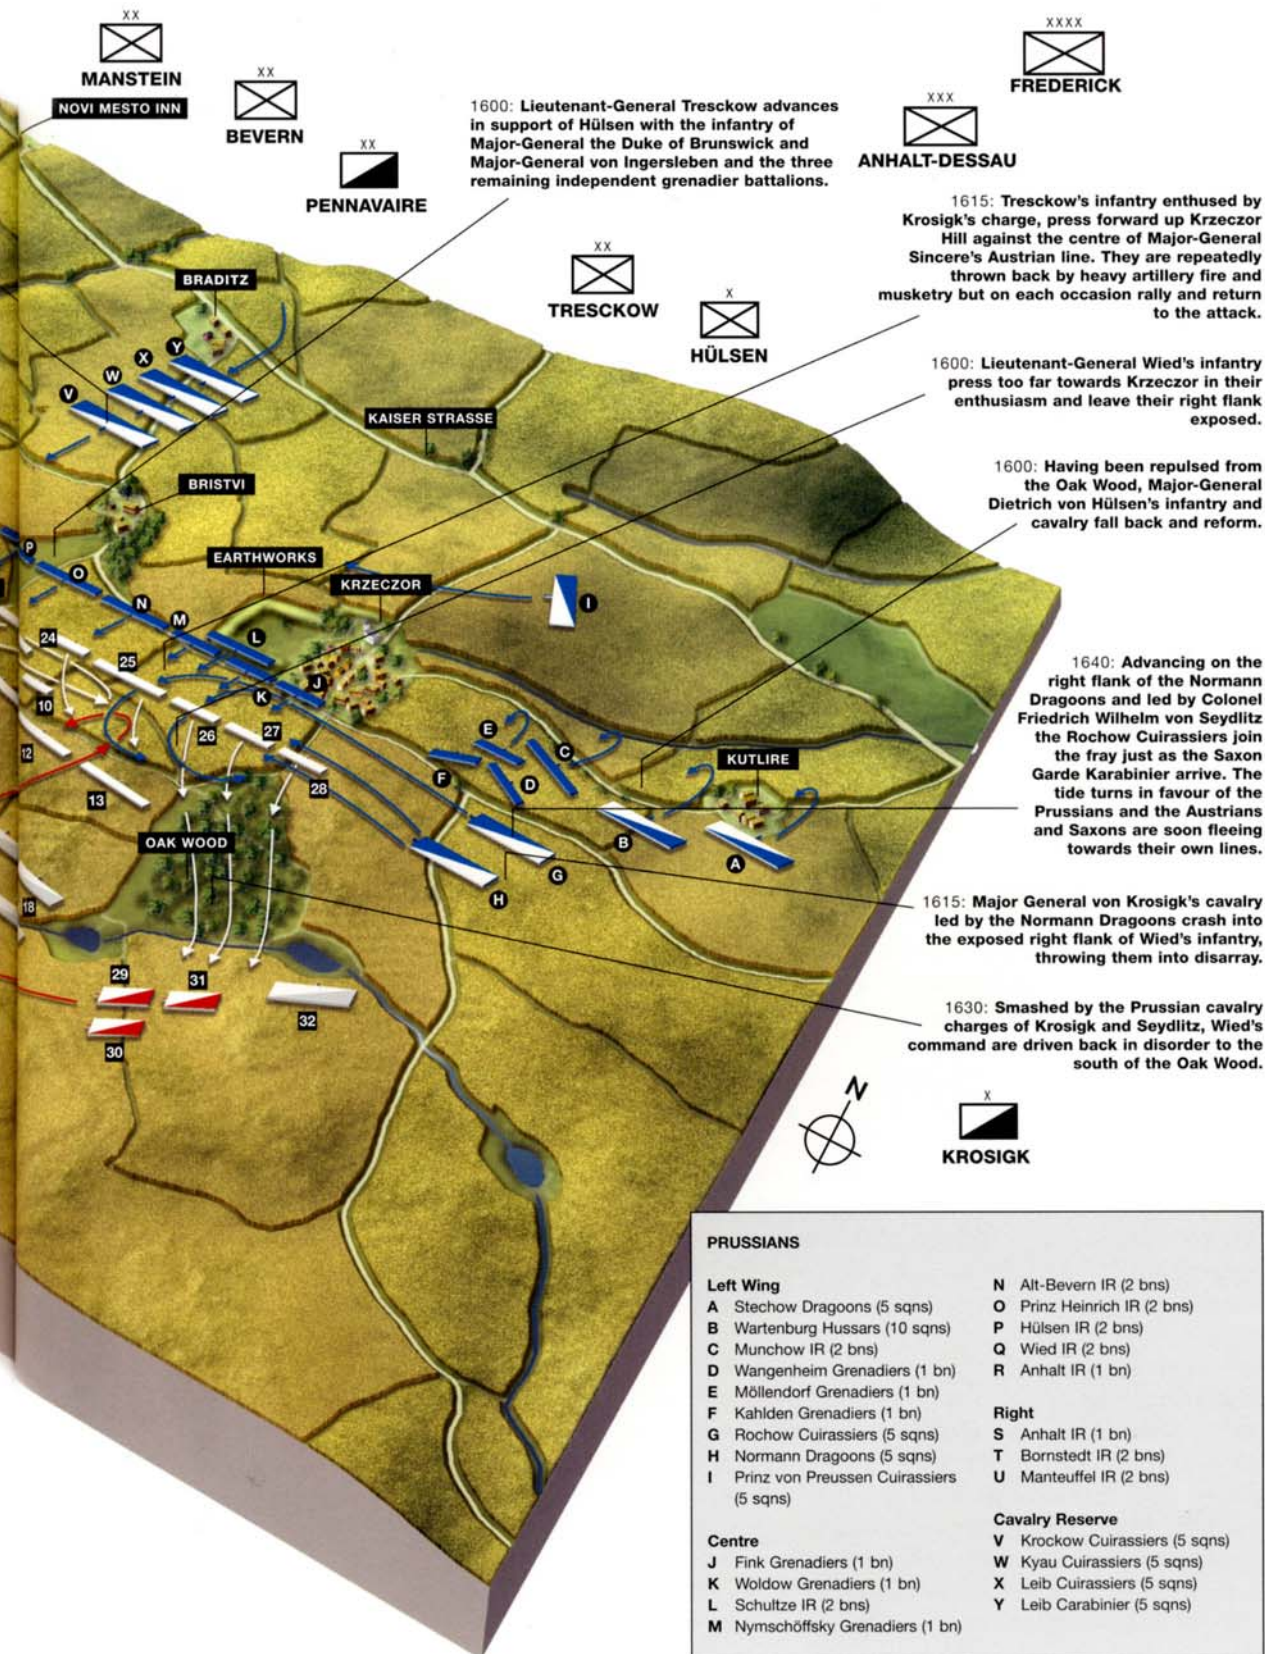 XX
MANSTEIN
NOVI MESTO INN
XX
BEVERN
XX
PENNAVAIRE
XXXX
FREDERICK
XXX
ANHALT-DESSAU
XX
TRESCKOW
X
HÜLSEN
1600: Lieutenant-General Tresckow advances
in support of Hülsen with the infantry of
Major-General the Duke of Brunswick and
Major-General von Ingersleben and the three
remaining independent grenadier battalions.
1615: Tresckow's infantry enthused by
Krosigk's charge, press forward up Krzeczor
Hill against the centre of Major-General
Sincere's Austrian line. They are repeatedly
thrown back by heavy artillery fire and
musketry but on each occasion rally and return
to the attack.
1600: Lieutenant-General Wied's infantry
press too far towards Krzeczor in their
enthusiasm and leave their right flank
exposed.
1600: Having been repulsed from
the Oak Wood, Major-General
Dietrich von Hülsen's infantry and
cavalry fall back and reform.
1640: Advancing on the
right flank of the Normann
Dragoons and led by Colonel
Friedrich Wilhelm von Seydlitz
the Rochow Cuirassiers join
the fray just as the Saxon
Garde Karabinier arrive. The
tide turns in favour of the
Prussians and the Austrians
and Saxons are soon fleeing
towards their own lines.
1615: Major General von Krosigk's cavalry
led by the Normann Dragoons crash into
the exposed right flank of Wied's infantry,
throwing them into disarray.
1630: Smashed by the Prussian cavalry
charges of Krosigk and Seydlitz, Wied's
command are driven back in disorder to the
south of the Oak Wood.
BRADITZ
Y
X
W
V
KAISER STRASSE
BRISTVI
EARTHWORKS
KRZECZOR
P
O
N
M
L
K
J
I
24
25
10
26
27
12
28
13
E
C
D
F
KUTLIRE
B
A
G
H
OAK WOOD
18
29
31
32
30
N
X
KROSIGK
PRUSSIANS
Left Wing
A Stechow Dragoons (5 sqns)
B Wartenburg Hussars (10 sqns)
C Munchow IR (2 bns)
D Wangenheim Grenadiers (1 bn)
E Möllendorf Grenadiers (1 bn)
F Kahlden Grenadiers (1 bn)
G Rochow Cuirassiers (5 sqns)
H Normann Dragoons (5 sqns)
I Prinz von Preussen Cuirassiers
(5 sqns)
Centre
J Fink Grenadiers (1 bn)
K Woldow Grenadiers (1 bn)
L Schultze IR (2 bns)
M Nymschöffsky Grenadiers (1 bn)
N Alt-Bevern IR (2 bns)
O Prinz Heinrich IR (2 bns)
P Hülsen IR (2 bns)
Q Wied IR (2 bns)
R Anhalt IR (1 bn)
Right
S Anhalt IR (1 bn)
T Bornstedt IR (2 bns)
U Manteuffel IR (2 bns)
Cavalry Reserve
V Krockow Cuirassiers (5 sqns)
W Kyau Cuirassiers (5 sqns)
X Leib Cuirassiers (5 sqns)
Y Leib Carabinier (5 sqns)